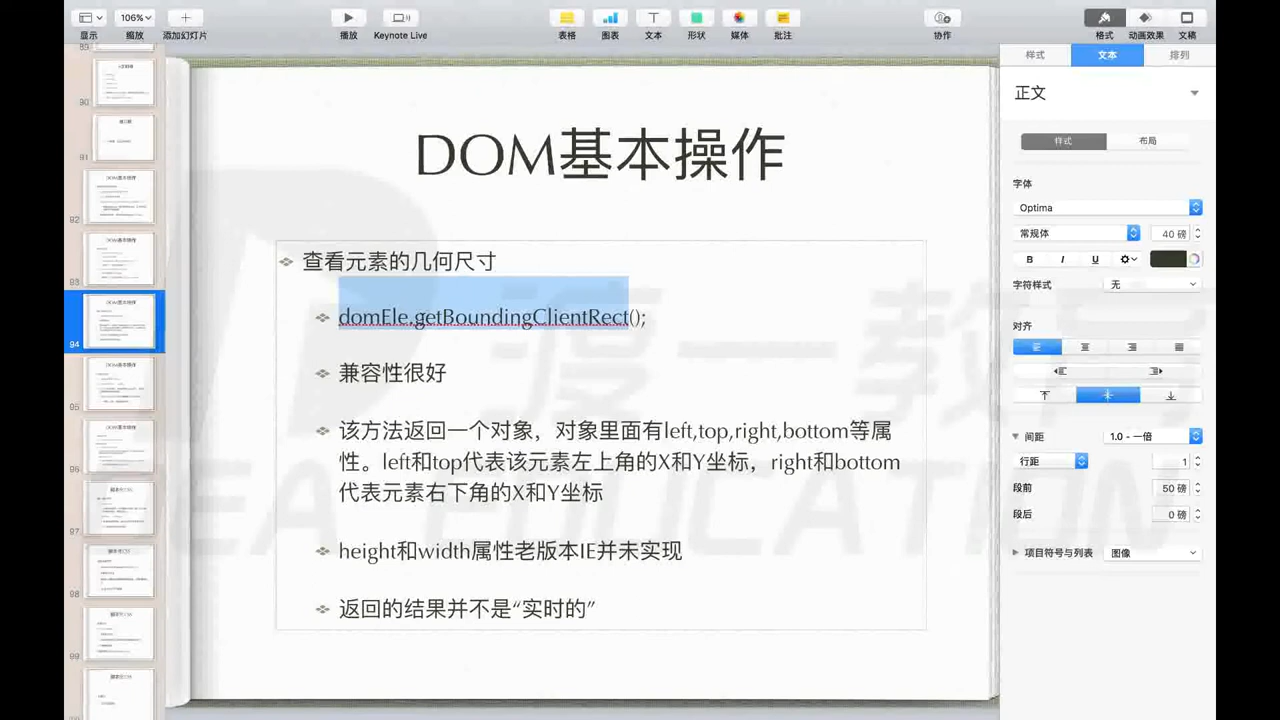 106%
显示
缩放
添加幻灯片
播放
Keynote Live
表格
图表
文本
形状
媒体
批注
协作
格式
动画效果
文稿
样式
文本
排列
90
91
92
93
94
95
96
97
98
99
DOM基本操作
查看元素的几何尺寸
domEle.getBoundingClientRect();
兼容性很好
该方法返回一个对象，对象里面有left,top,right,bottom等属
性。left和top代表该元素左上角的X和Y坐标，right和bottom
代表元素右下角的X和Y坐标
height和width属性老版本IE并未实现
返回的结果并不是“实时的”
正文
样式
布局
字体
Optima
常规体
40 磅
B I U
字符样式
无
对齐
间距
1.0 - 一倍
行距
1
段前
50 磅
段后
0 磅
项目符号与列表
图像